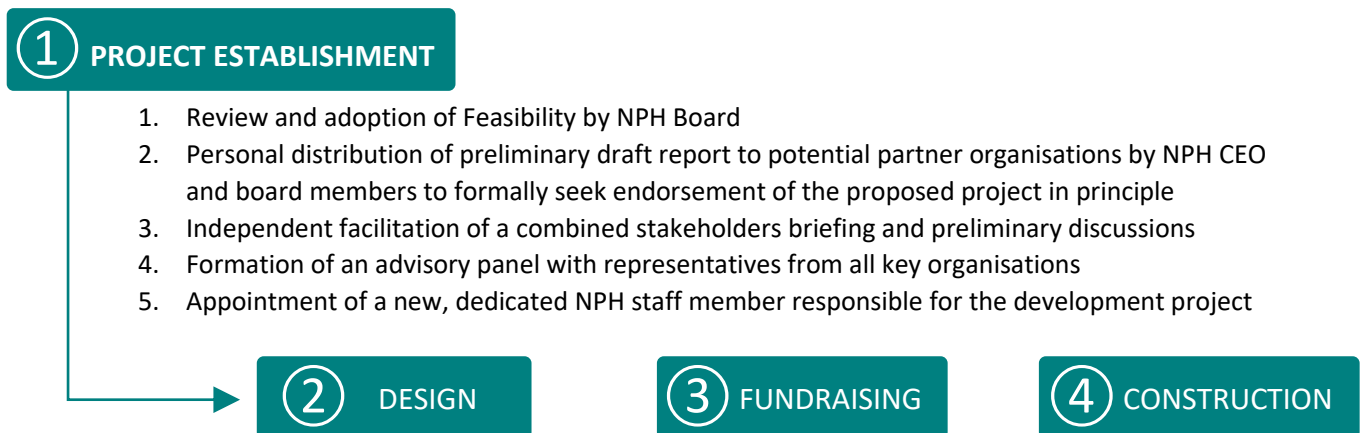 1 PROJECT ESTABLISHMENT
1. Review and adoption of Feasibility by NPH Board
2. Personal distribution of preliminary draft report to potential partner organisations by NPH CEO
and board members to formally seek endorsement of the proposed project in principle
3. Independent facilitation of a combined stakeholders briefing and preliminary discussions
4. Formation of an advisory panel with representatives from all key organisations
5. Appointment of a new, dedicated NPH staff member responsible for the development project
2 DESIGN
3 FUNDRAISING
4 CONSTRUCTION